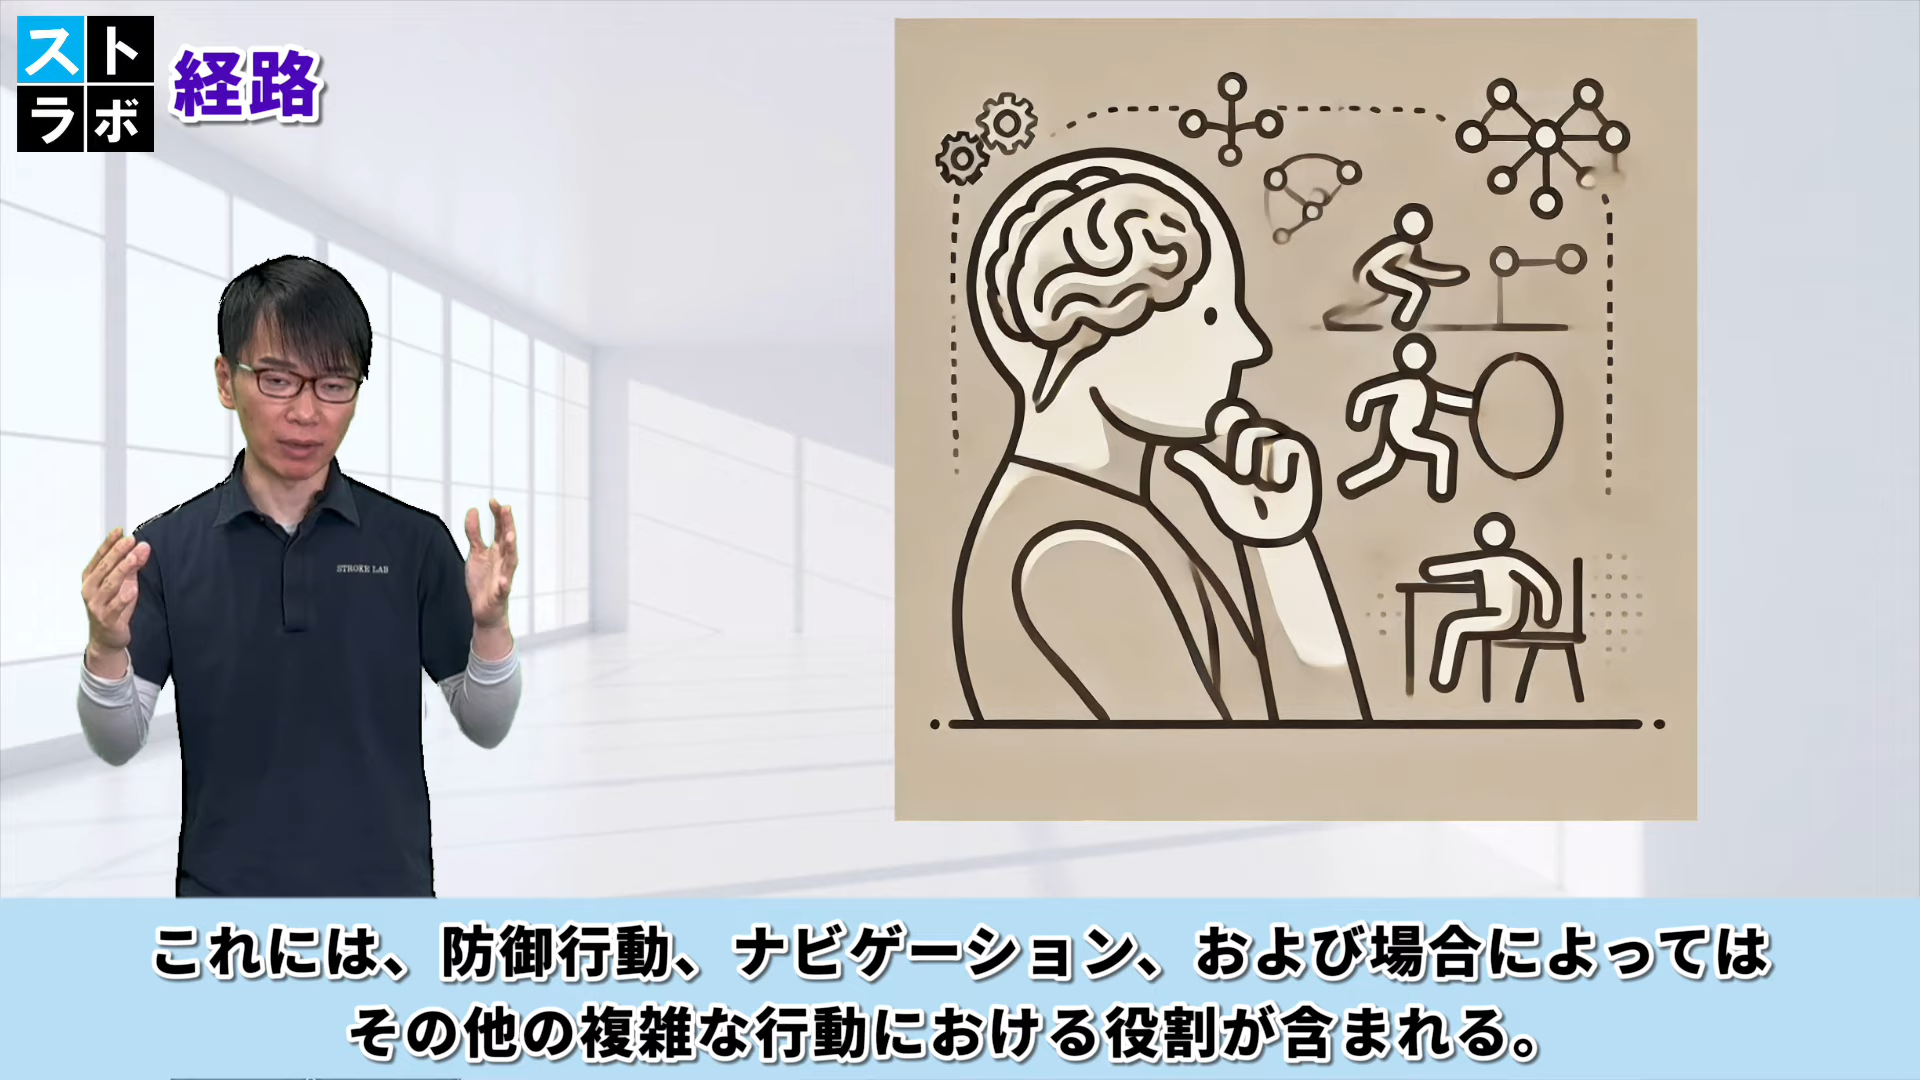 スト
ラボ
経路
STROKE LAB
これには、防御行動、ナビゲーション、および場合によっては
その他の複雑な行動における役割が含まれる。